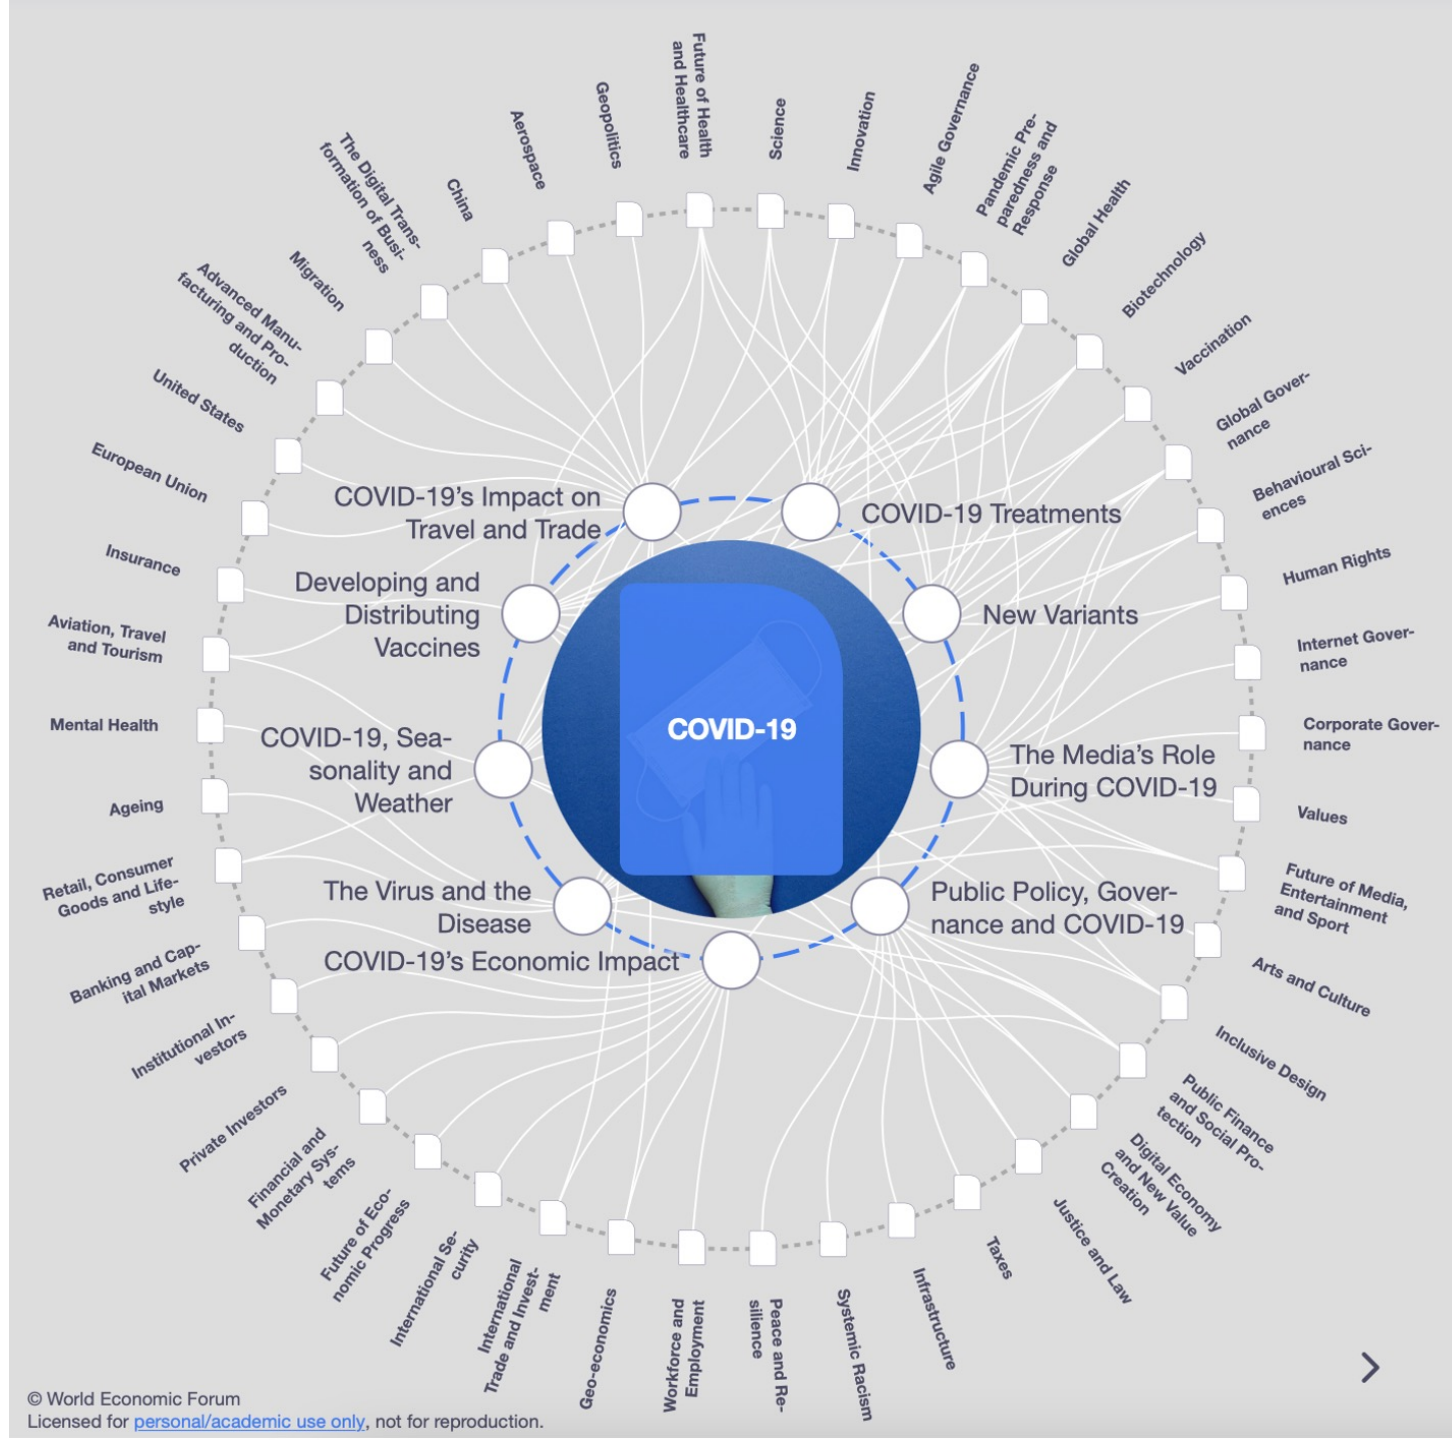 Future of Health
and Healthcare
Science
Innovation
Agile Governance
Pandemic Pre-
paredness and
Response
Global Health
Biotechnology
Vaccination
Global Gover-
nance
Behavioural Sci-
ences
Human Rights
Internet Gover-
nance
Corporate Gover-
nance
Values
Future of Media,
Entertainment
and Sport
Arts and Culture
Inclusive Design
Public Finance
and Social Pro-
tection
Digital Economy
and New Value
Creation
Justice and Law
Taxes
Infrastructure
Systemic Racism
Peace and Re-
silience
Workforce and
Employment
Geo-economics
International
Trade and Invest-
ment
International Se-
curity
Future of Eco-
nomic Progress
Financial and
Monetary Sys-
tems
Private Investors
Institutional In-
vestors
Banking and Cap-
ital Markets
Retail, Consumer
Goods and Life-
style
Ageing
Mental Health
Aviation, Travel
and Tourism
Insurance
European Union
United States
Advanced Manu-
facturing and Pro-
duction
Migration
The Digital Trans-
formation of Busi-
ness
China
Aerospace
Geopolitics
COVID-19's Impact on
Travel and Trade
COVID-19 Treatments
Developing and
Distributing
Vaccines
New Variants
COVID-19
COVID-19, Sea-
sonality and
Weather
The Media's Role
During COVID-19
The Virus and the
Disease
Public Policy, Gover-
nance and COVID-19
COVID-19's Economic Impact
© World Economic Forum
Licensed for personal/academic use only, not for reproduction.